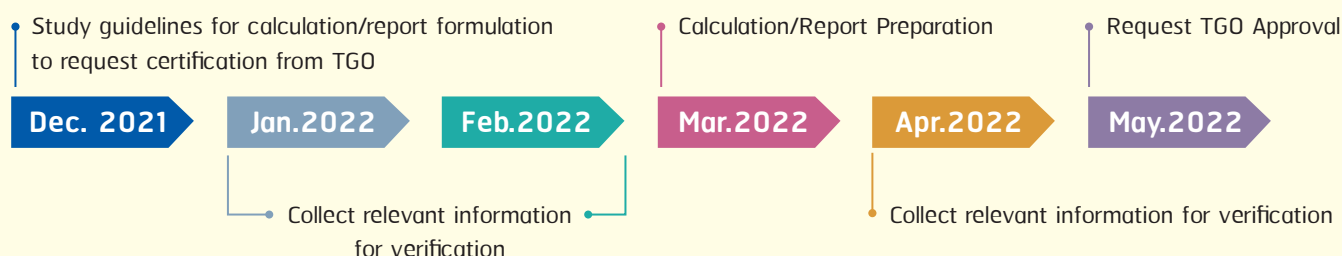 Study guidelines for calculation/report formulation
to request certification from TGO
Calculation/Report Preparation
Request TGO Approval
Dec. 2021
Jan.2022
Feb.2022
Mar.2022
Apr.2022
May.2022
Collect relevant information
for verification
Collect relevant information for verification